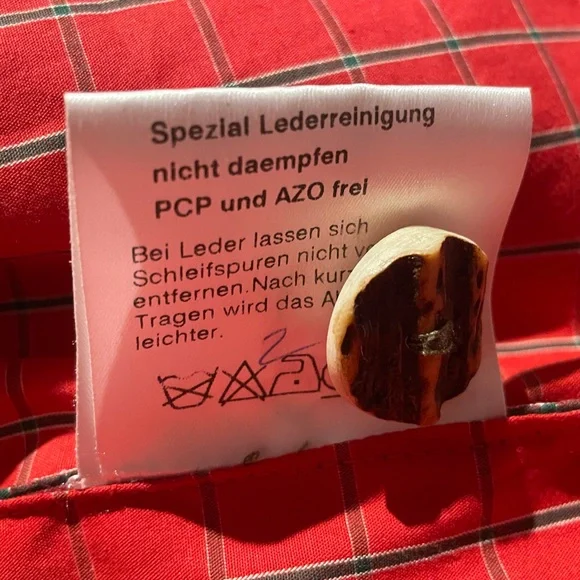 Spezial Lederreinigung
nicht daempfen
PCP und AZO frei
Bei Leder lassen sich
Schleifspuren nicht
entfernen.Nach
Tragen wird das
leichter.
2